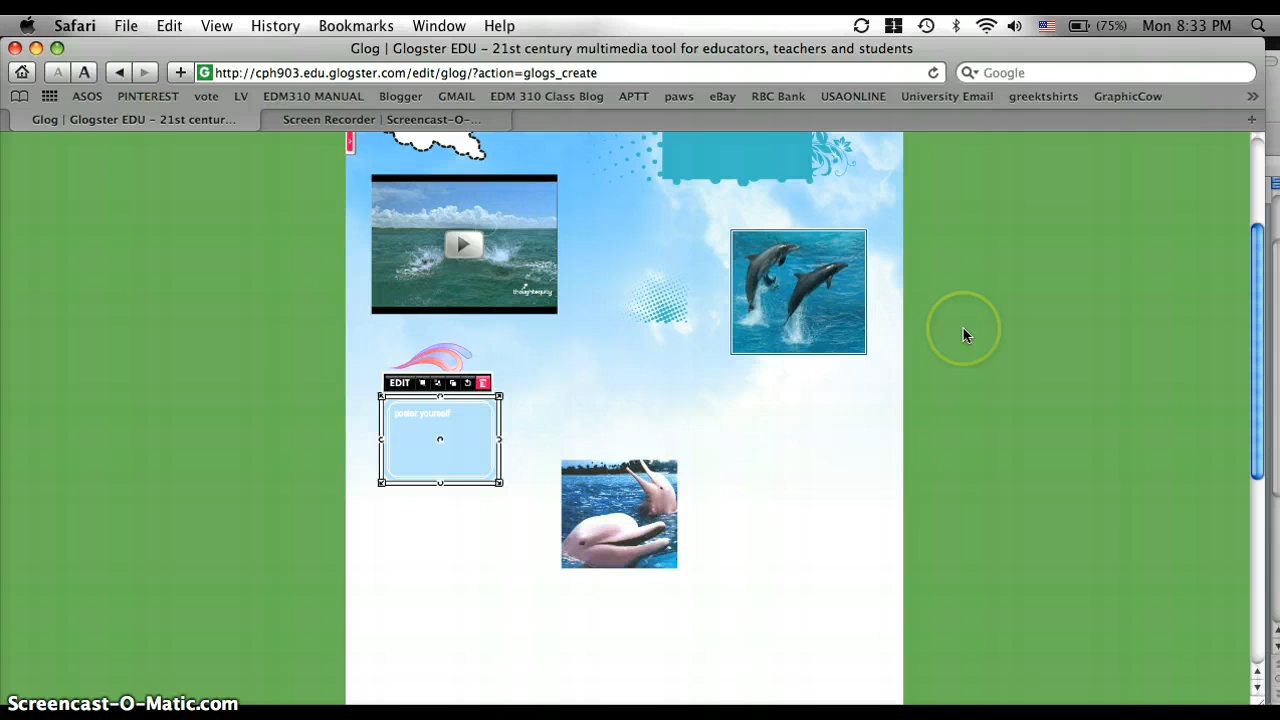 Safari File Edit View History Bookmarks Window Help 1 (75%) Mon 8:33 PM
Glog | Glogster EDU – 21st century multimedia tool for educators, teachers and students
A A + G http://cph903.edu.glogster.com/edit/glog/?action=glogs_create Google
ASOS PINTEREST vote LV EDM310 MANUAL Blogger GMAIL EDM 310 Class Blog APTT paws eBay RBC Bank USAONLINE University Email greektshirts GraphicCow »
Glog | Glogster EDU – 21st centur... Screen Recorder | Screencast-O-... +
thoughtequity
EDIT
poster yourself
Screencast-O-Matic.com